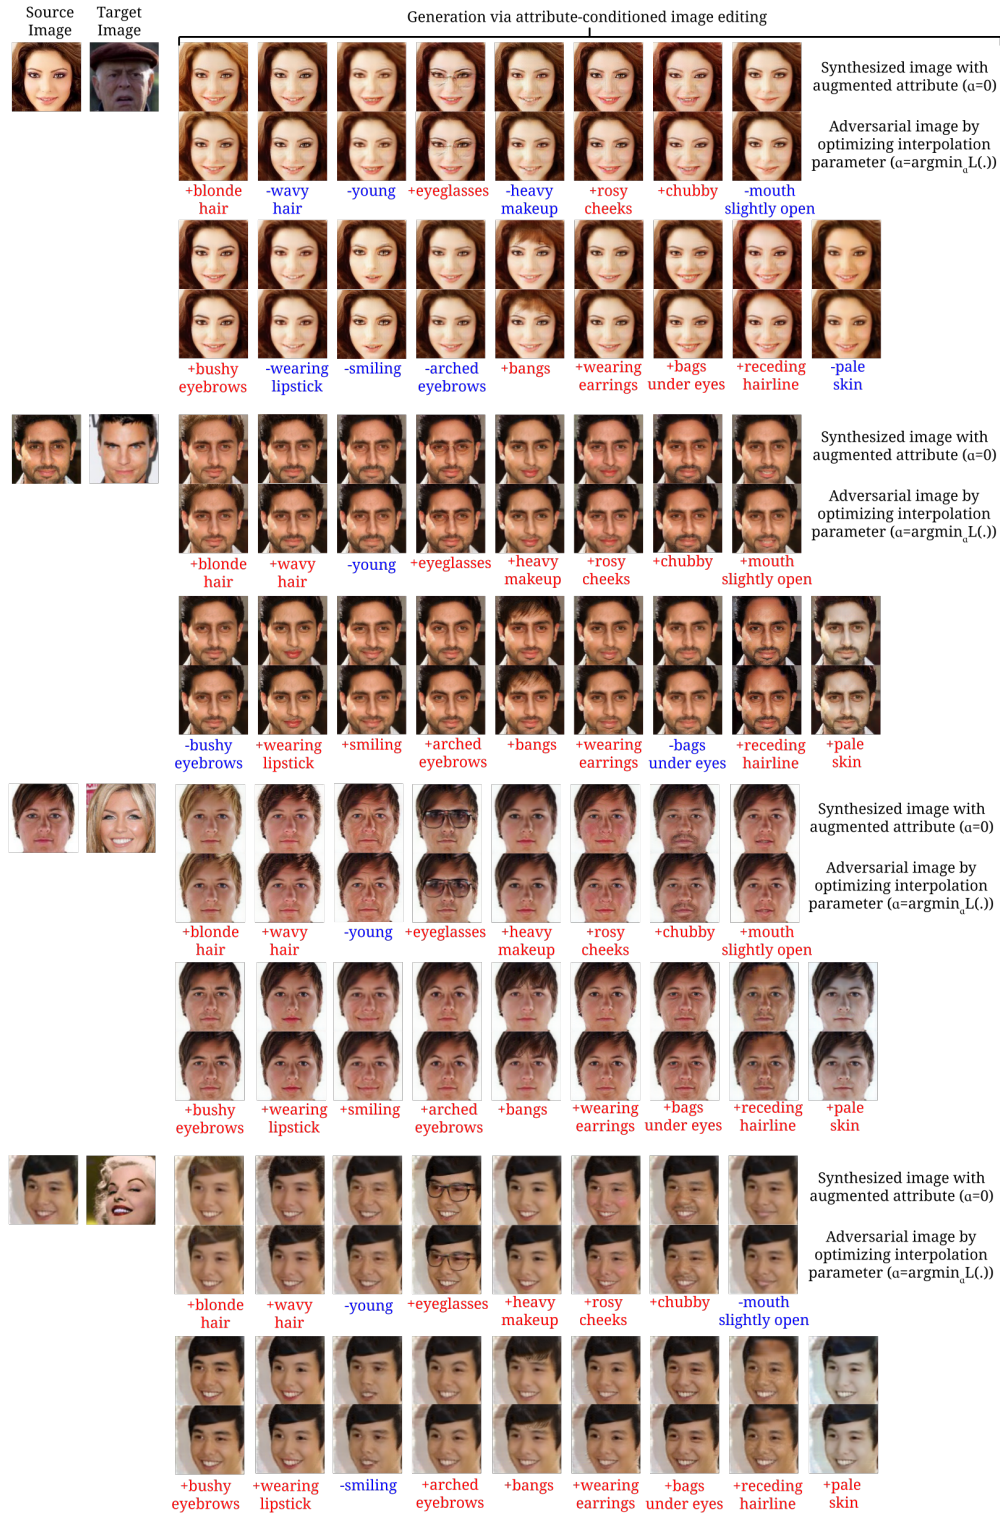 Source
Image
Target
Image
Generation via attribute-conditioned image editing
Synthesized image with
augmented attribute (α=0)
Adversarial image by
optimizing interpolation
parameter (α=argminαL(.))
+blonde
hair
-wavy
hair
-young
+eyeglasses
-heavy
makeup
+rosy
cheeks
+chubby
-mouth
slightly open
+bushy
eyebrows
-wearing
lipstick
-smiling
-arched
eyebrows
+bangs
+wearing
earrings
+bags
under eyes
+receding
hairline
-pale
skin
Synthesized image with
augmented attribute (α=0)
Adversarial image by
optimizing interpolation
parameter (α=argminαL(.))
+blonde
hair
+wavy
hair
-young
+eyeglasses
+heavy
makeup
+rosy
cheeks
+chubby
+mouth
slightly open
-bushy
eyebrows
+wearing
lipstick
+smiling
+arched
eyebrows
+bangs
+wearing
earrings
-bags
under eyes
+receding
hairline
+pale
skin
Synthesized image with
augmented attribute (α=0)
Adversarial image by
optimizing interpolation
parameter (α=argminαL(.))
+blonde
hair
+wavy
hair
-young
+eyeglasses
+heavy
makeup
+rosy
cheeks
+chubby
+mouth
slightly open
+bushy
eyebrows
+wearing
lipstick
+smiling
+arched
eyebrows
+bangs
+wearing
earrings
+bags
under eyes
+receding
hairline
+pale
skin
Synthesized image with
augmented attribute (α=0)
Adversarial image by
optimizing interpolation
parameter (α=argminαL(.))
+blonde
hair
+wavy
hair
-young
+eyeglasses
+heavy
makeup
+rosy
cheeks
+chubby
-mouth
slightly open
+bushy
eyebrows
+wearing
lipstick
-smiling
+arched
eyebrows
+bangs
+wearing
earrings
+bags
under eyes
+receding
hairline
+pale
skin